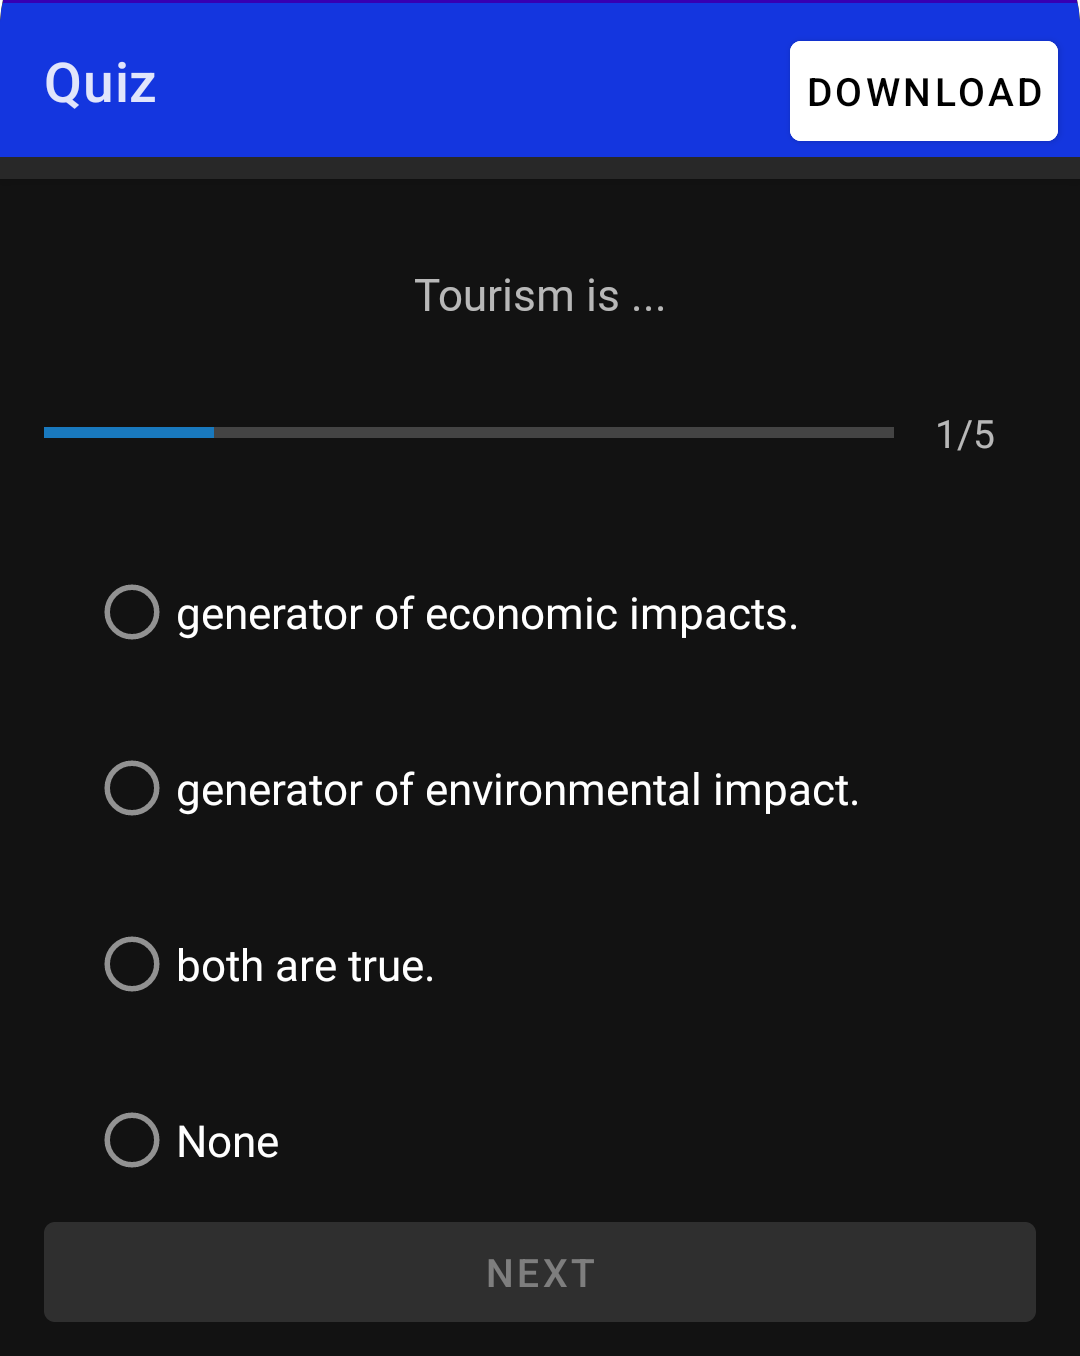 Quiz
DOWNLOAD
Tourism is ...
1/5
generator of economic impacts.
generator of environmental impact.
both are true.
None
NEXT